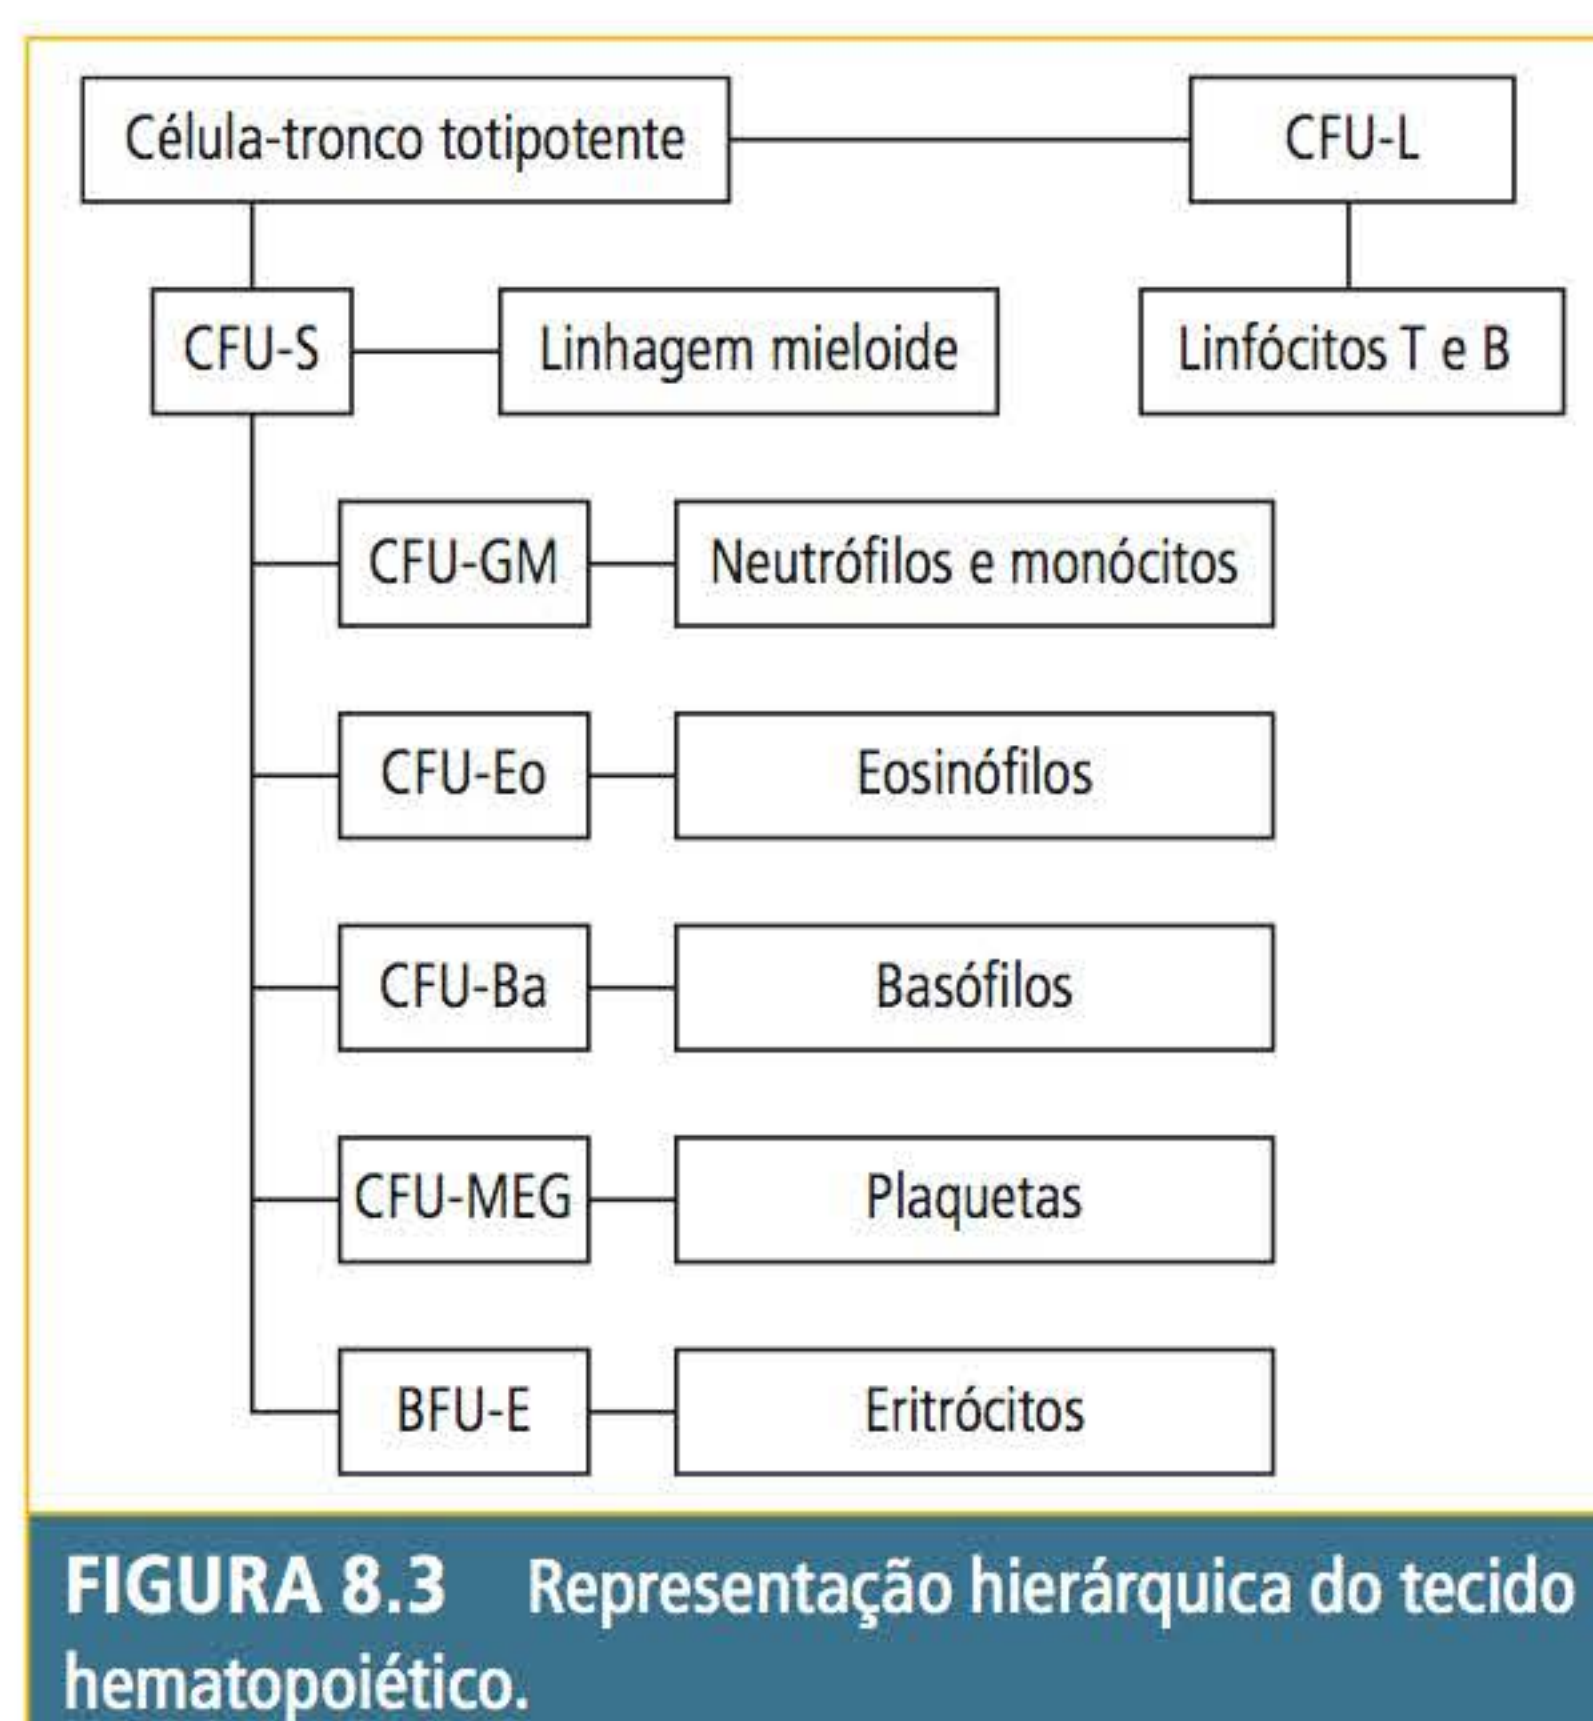 Célula-tronco totipotente
CFU-L
CFU-S
Linhagem mieloide
Linfócitos T e B
CFU-GM
Neutrófilos e monócitos
CFU-Eo
Eosinófilos
CFU-Ba
Basófilos
CFU-MEG
Plaquetas
BFU-E
Eritrócitos
FIGURA 8.3 Representação hierárquica do tecido
hematopoiético.